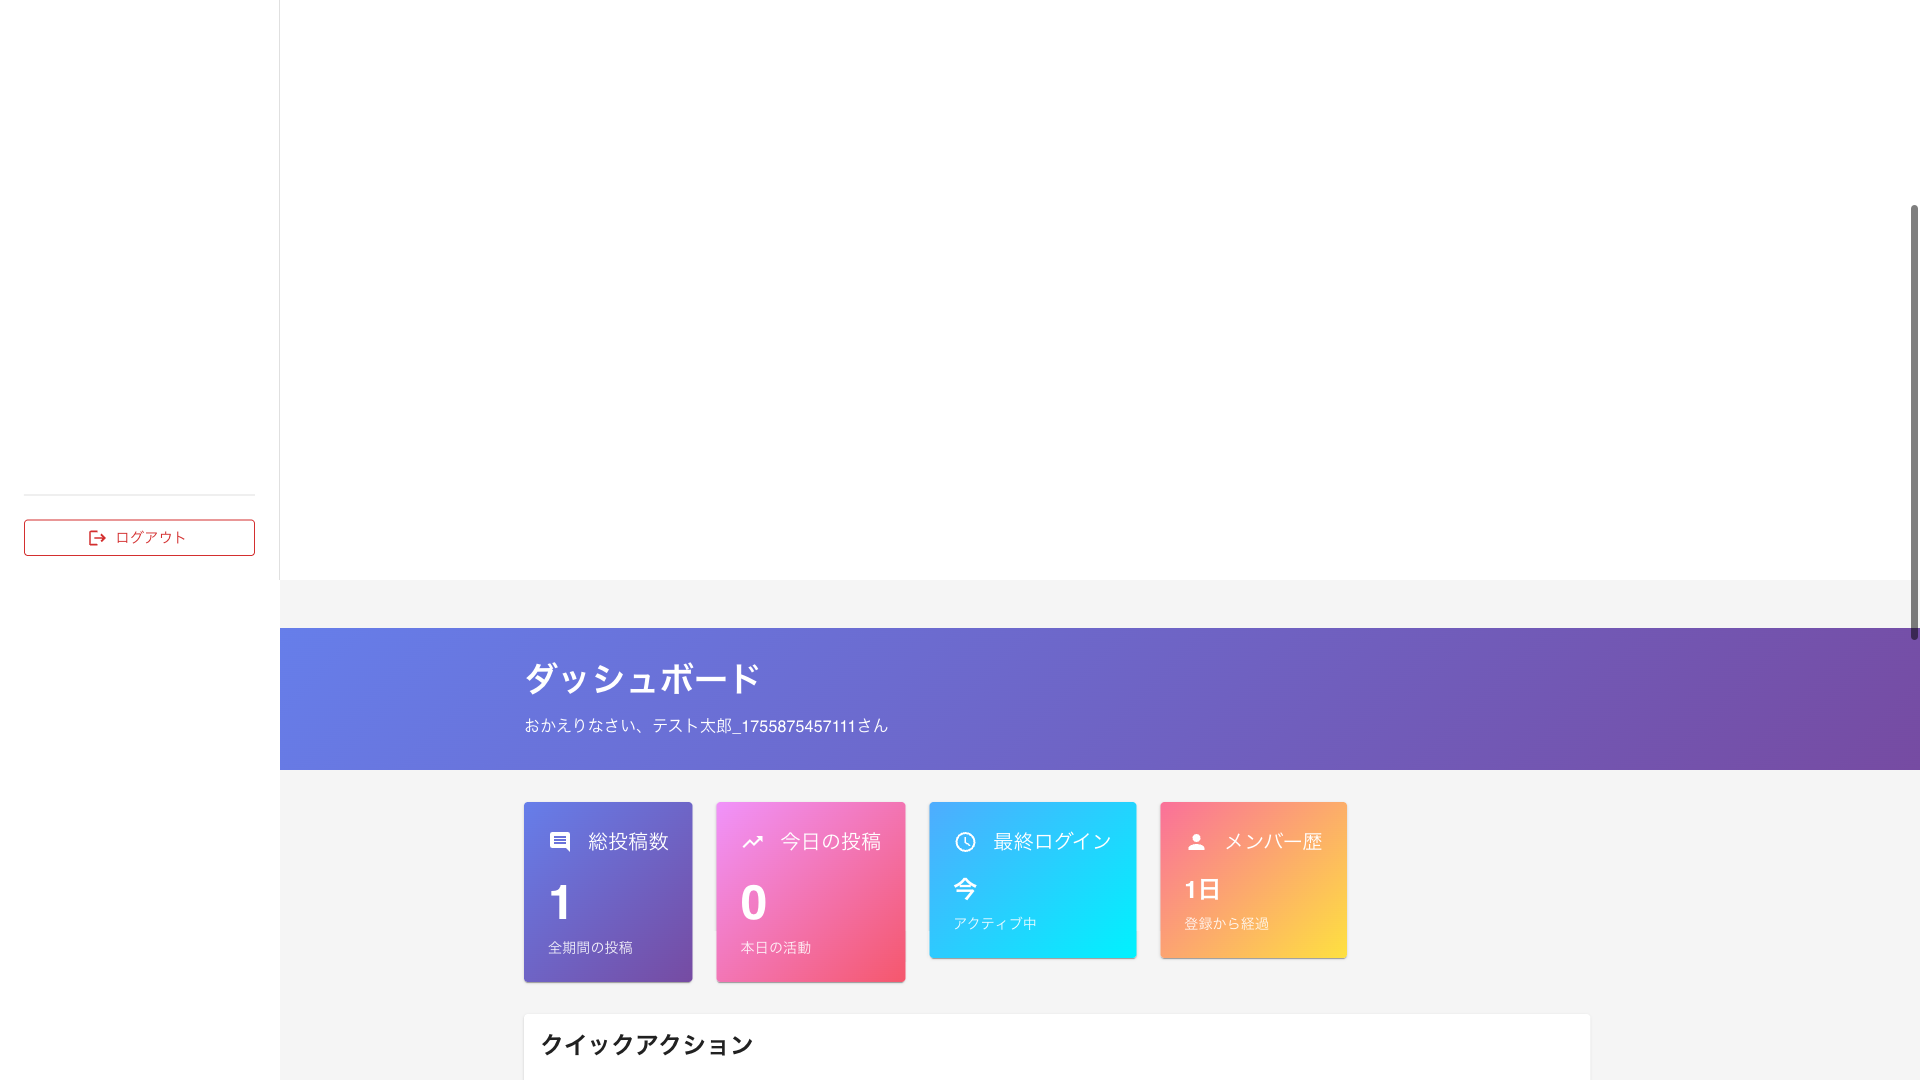 ログアウト
ダッシュボード
おかえりなさい、テスト太郎_1755875457111さん
総投稿数
1
全期間の投稿
今日の投稿
0
本日の活動
最終ログイン
今
アクティブ中
メンバー歴
1日
登録から経過
クイックアクション